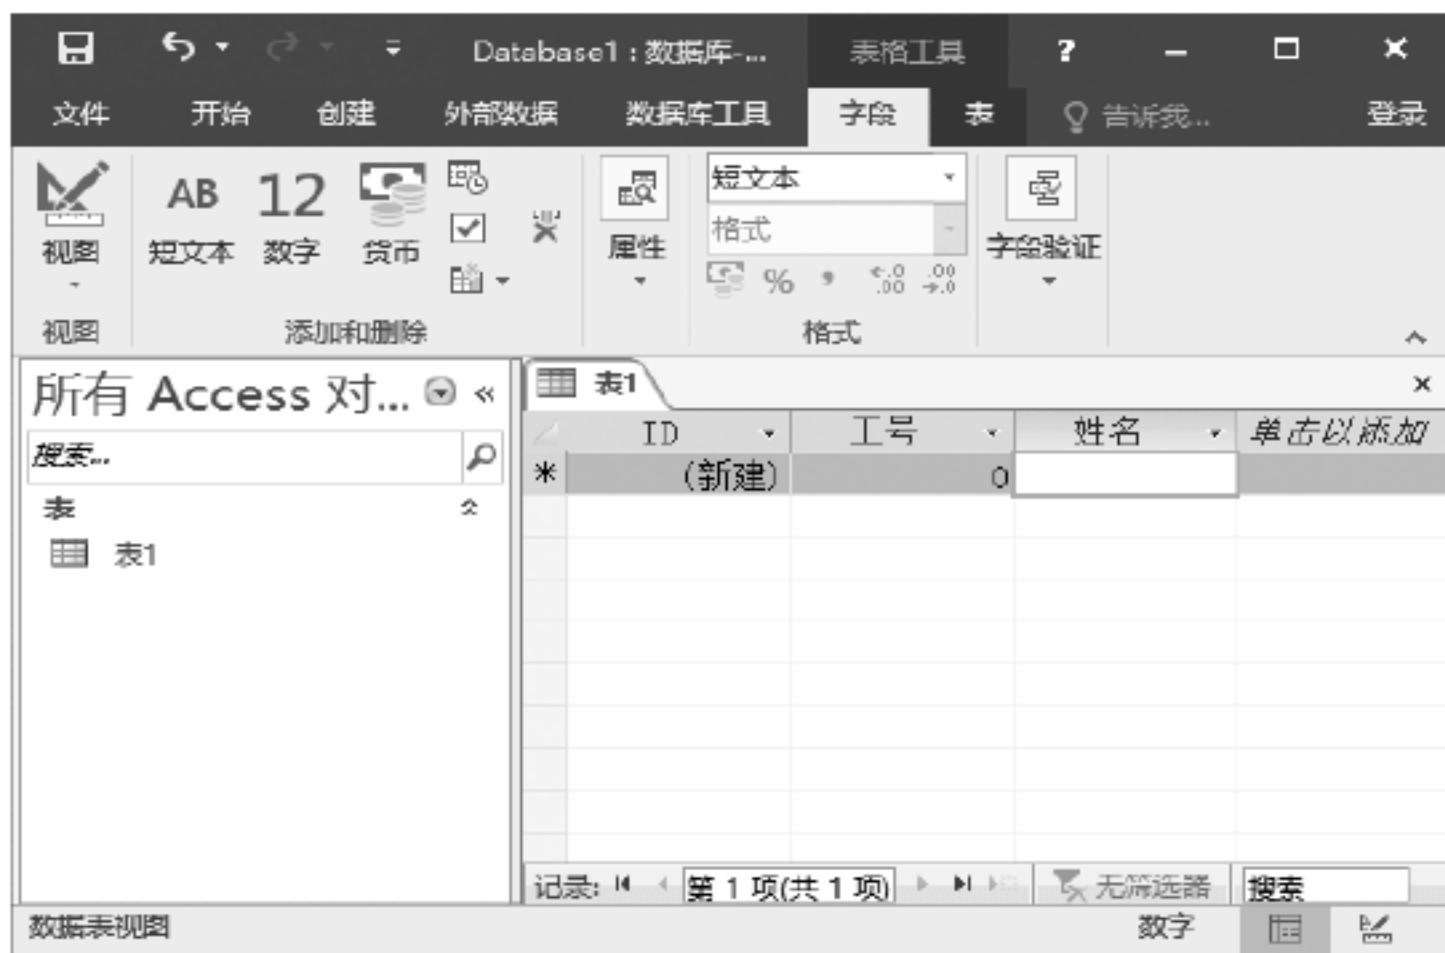 Database1 : 数据库-... 表格工具 ?
文件 开始 创建 外部数据 数据库工具 字段 表 告诉我... 登录
AB 12 短文本
格式
视图 短文本 数字 货币 属性 字段验证
% , .0 .00 .00 .0
视图 添加和删除 格式
所有 Access 对... «
搜索...
表
表1
表1
ID 工号 姓名 单击以添加
* (新建) 0
记录: 第 1 项(共 1 项) 无筛选器 搜索
数据表视图 数字